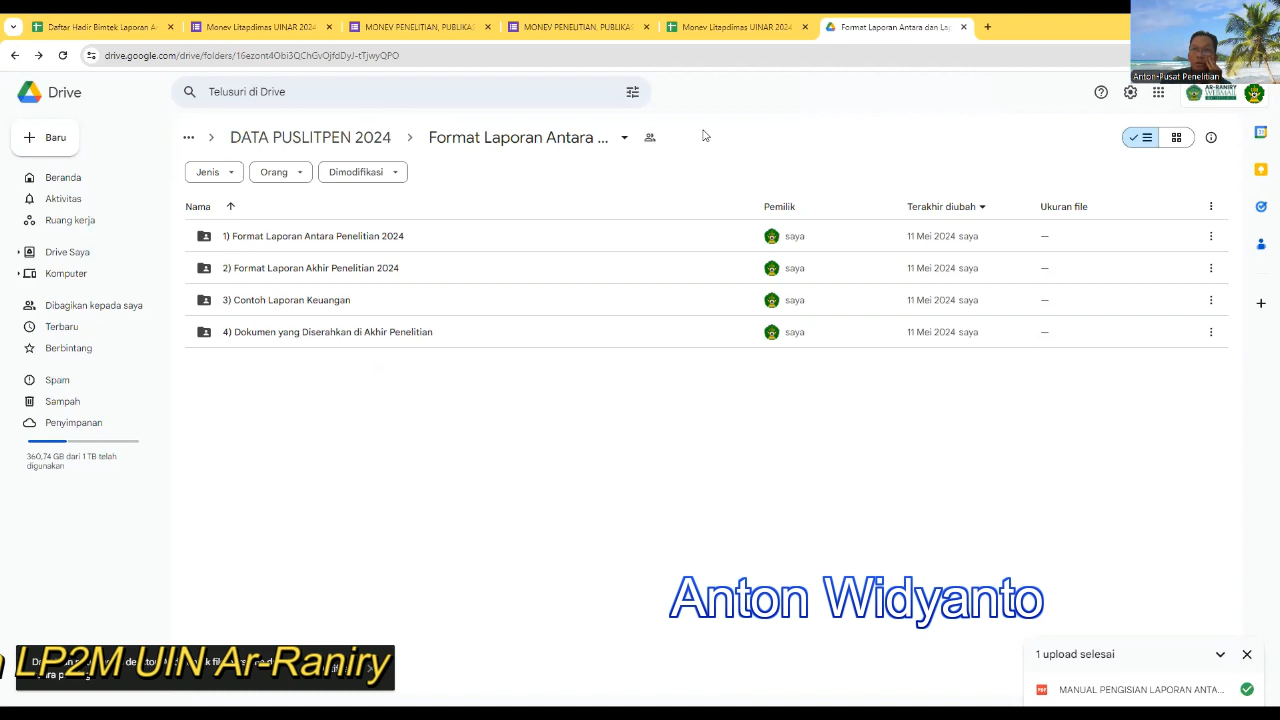 Daftar Hadir Bimtek Laporan A
Monev Litapdimas UINAR 2024
MONEV PENELITIAN, PUBLIKAS
MONEV PENELITIAN, PUBLIKAS
Monev Litapdimas UINAR 2024
Format Laporan Antara dan La
drive.google.com/drive/folders/16ezont4Obi3QChGvOjfdDyJ-tTjwyQPO
Anton-Pusat Penelitian
Drive
Telusuri di Drive
AR-RANIRY
WEBMAIL
Baru
DATA PUSLITPEN 2024
Format Laporan Antara ...
Jenis
Orang
Dimodifikasi
Beranda
Aktivitas
Ruang kerja
Drive Saya
Komputer
Dibagikan kepada saya
Terbaru
Berbintang
Spam
Sampah
Penyimpanan
360,74 GB dari 1 TB telah
digunakan
Nama Pemilik Terakhir diubah Ukuran file
1) Format Laporan Antara Penelitian 2024 saya 11 Mei 2024 saya —
2) Format Laporan Akhir Penelitian 2024 saya 11 Mei 2024 saya —
3) Contoh Laporan Keuangan saya 11 Mei 2024 saya —
4) Dokumen yang Diserahkan di Akhir Penelitian saya 11 Mei 2024 saya —
Anton Widyanto
LP2M UIN Ar-Raniry
1 upload selesai
PDF
MANUAL PENGISIAN LAPORAN ANTA...